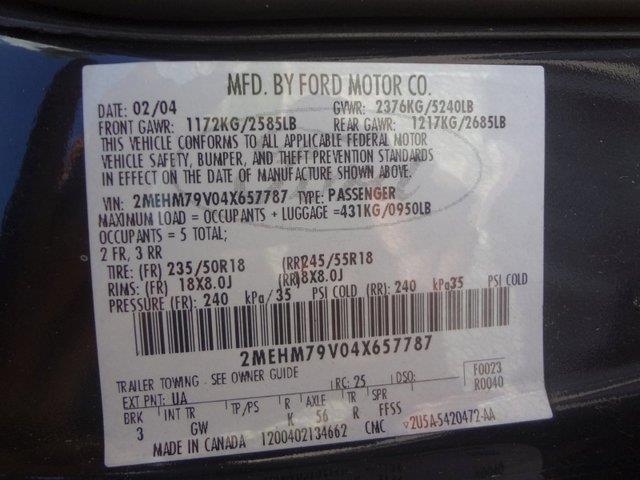 MFD. BY FORD MOTOR CO.
DATE: 02/04 GVWR: 2376KG/5240LB
FRONT GAWR: 1172KG/2585LB REAR GAWR: 1217KG/2685LB
THIS VEHICLE CONFORMS TO ALL APPLICABLE FEDERAL MOTOR
VEHICLE SAFETY, BUMPER, AND THEFT PREVENTION STANDARDS
IN EFFECT ON THE DATE OF MANUFACTURE SHOWN ABOVE.
VIN: 2MEHM79V04X657787 TYPE: PASSENGER
MAXIMUM LOAD = OCCUPANTS + LUGGAGE =431KG/0950LB
OCCUPANTS = 5 TOTAL;
2 FR, 3 RR
TIRE: (FR) 235/50R18 (RR)245/55R18
RIMS: (FR) 18X8.0J (RR)18X8.0J
PRESSURE (FR): 240 kPa/35 PSI COLD (RR): 240 kPa/35 PSI COLD
2MEHM79V04X657787
TRAILER TOWING - SEE OWNER GUIDE
EXT PNT: UA RC: 25 DSO: F0023
R0040
BRK INT TR TP/PS R AXLE TR SPR
3 GW K 56 R FFSS
MADE IN CANADA 1200402134662 CMC ▽2U5A-5420472-AA